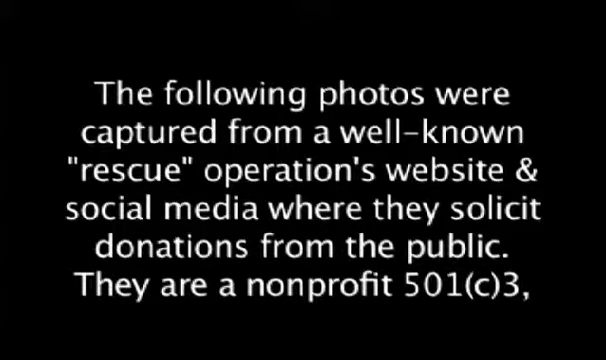 The following photos were
captured from a well-known
"rescue" operation's website &
social media where they solicit
donations from the public.
They are a nonprofit 501(c)3,